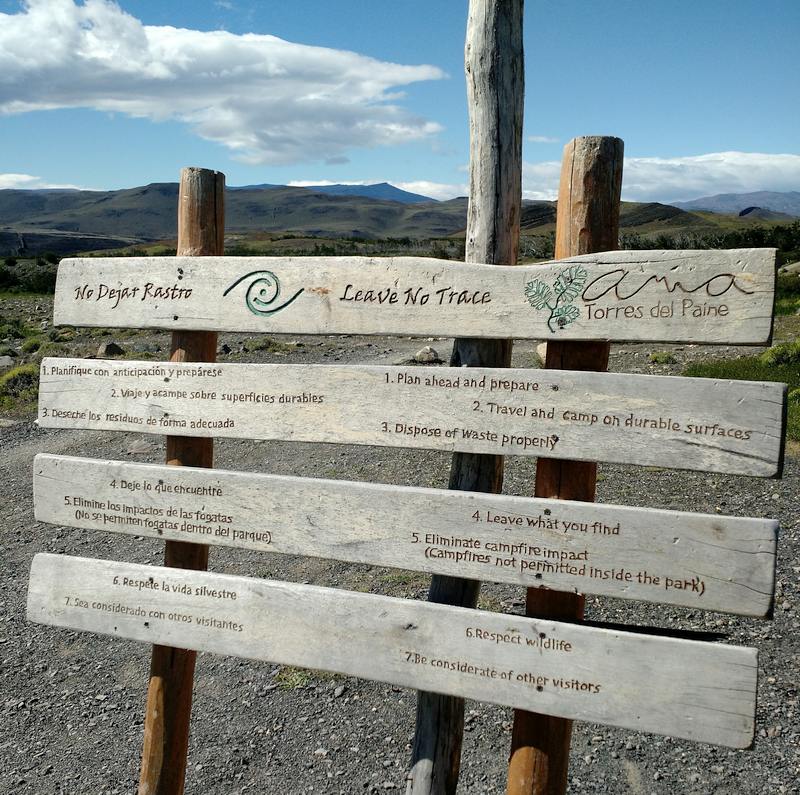 No Dejar Rastro
Leave No Trace
ama
Torres del Paine
1. Planifique con anticipación y prepárese
2. Viaje y acampe sobre superficies durables
3. Deseche los residuos de forma adecuada
1. Plan ahead and prepare
2. Travel and camp on durable surfaces
3. Dispose of waste properly
4. Deje lo que encuentre
5. Elimine los impactos de las fogatas
(No se permiten fogatas dentro del parque)
4. Leave what you find
5. Eliminate campfire impact
(Campfires not permitted inside the park)
6. Respete la vida silvestre
7. Sea considerado con otros visitantes
6.Respect wildlife
7.Be considerate of other visitors